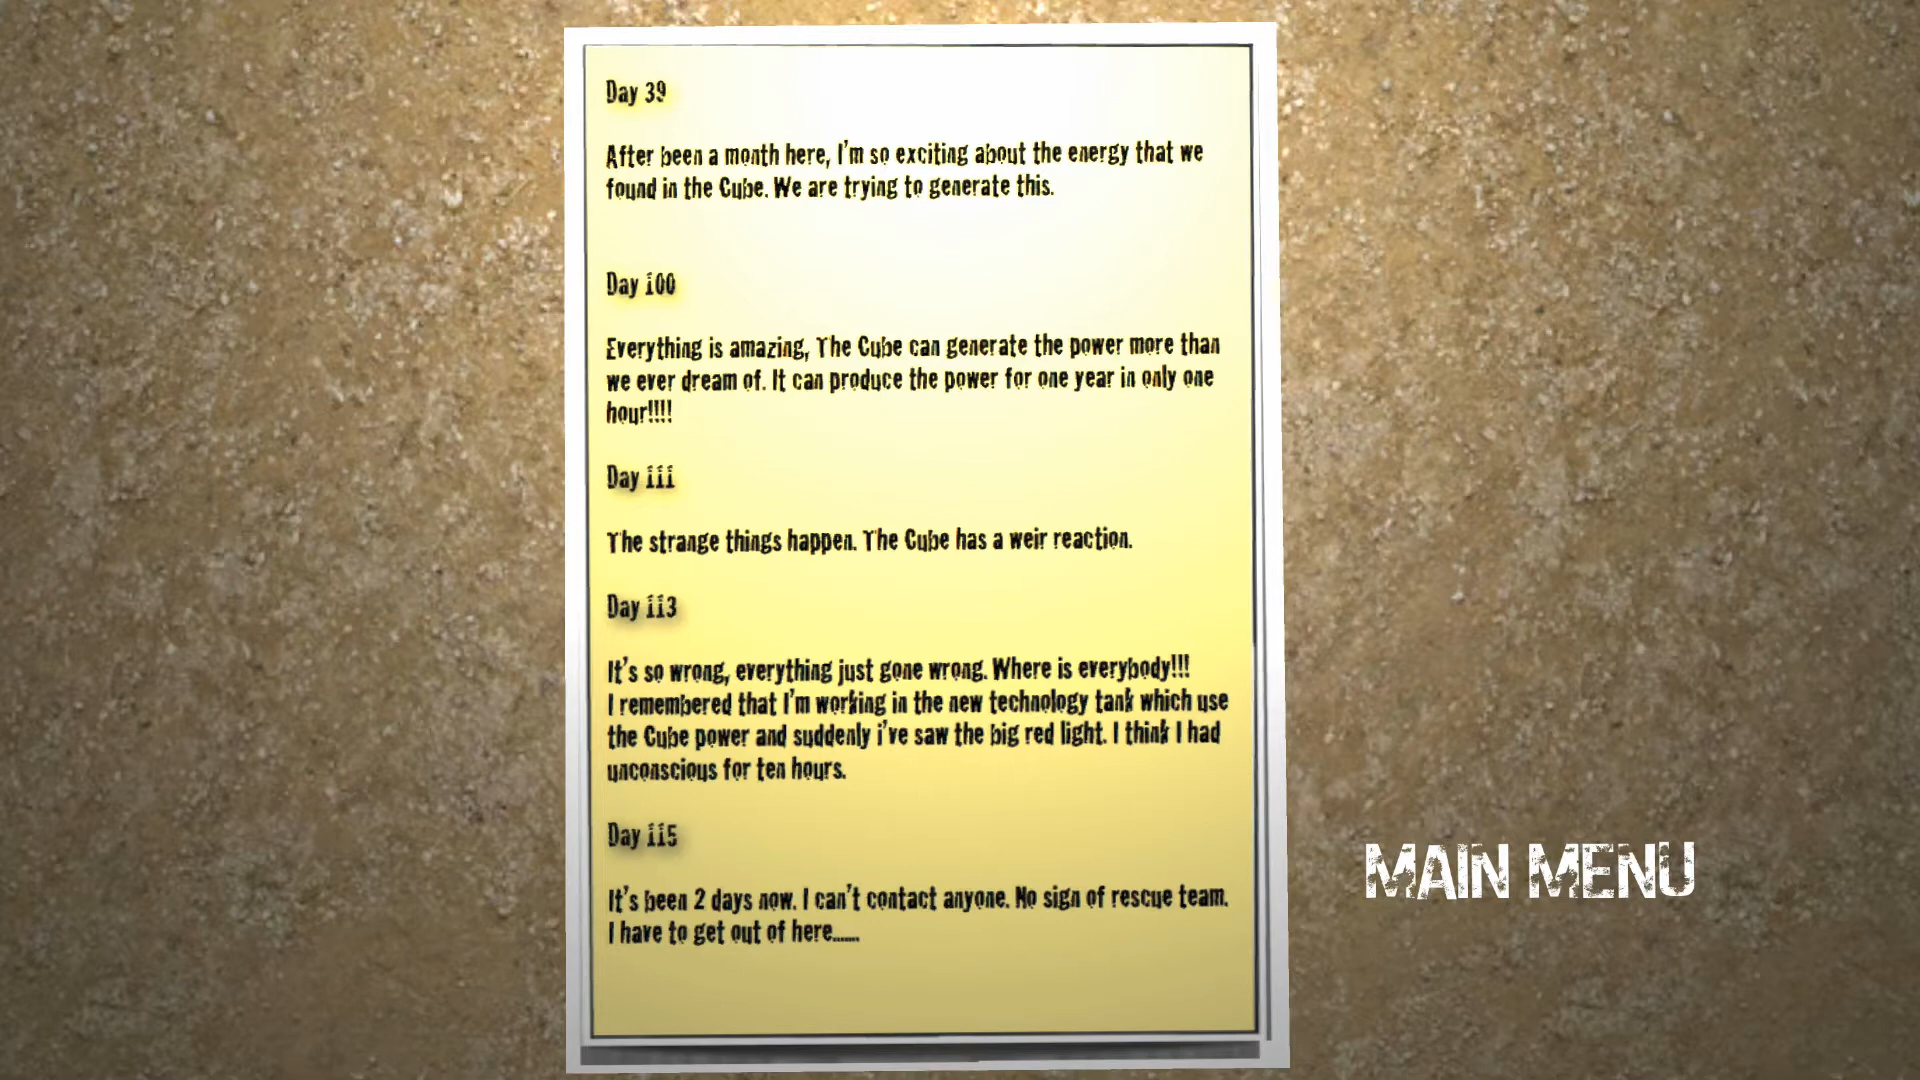 Day 39
After been a month here, I'm so exciting about the energy that we
found in the Cube. We are trying to generate this.
Day 100
Everything is amazing, The Cube can generate the power more than
we ever dream of. It can produce the power for one year in only one
hour!!!!
Day 111
The strange things happen. The Cube has a weir reaction.
Day 113
It's so wrong, everything just gone wrong. Where is everybody!!!
I remembered that I'm working in the new technology tank which use
the Cube power and suddenly i've saw the big red light. I think I had
unconscious for ten hours.
Day 115
It's been 2 days now. I can't contact anyone. No sign of rescue team.
I have to get out of here......
MAIN MENU